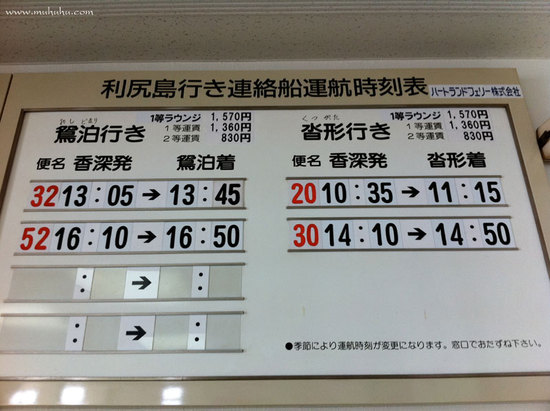 www.muhuhu.com
利尻島行き連絡船運航時刻表
ハートランドフェリー株式会社
おしどまり
鴛泊行き
1等ラウンジ 1,570円
1等運賃 1,360円
2等運賃 830円
便名 香深発 鴛泊着
32 13:05 → 13:45
52 16:10 → 16:50
: → :
: → :
くつがた
沓形行き
1等ラウンジ 1,570円
1等運賃 1,360円
2等運賃 830円
便名 香深発 沓形着
20 10:35 → 11:15
30 14:10 → 14:50
●季節により運航時刻が変更になります。窓口でおたずね下さい。